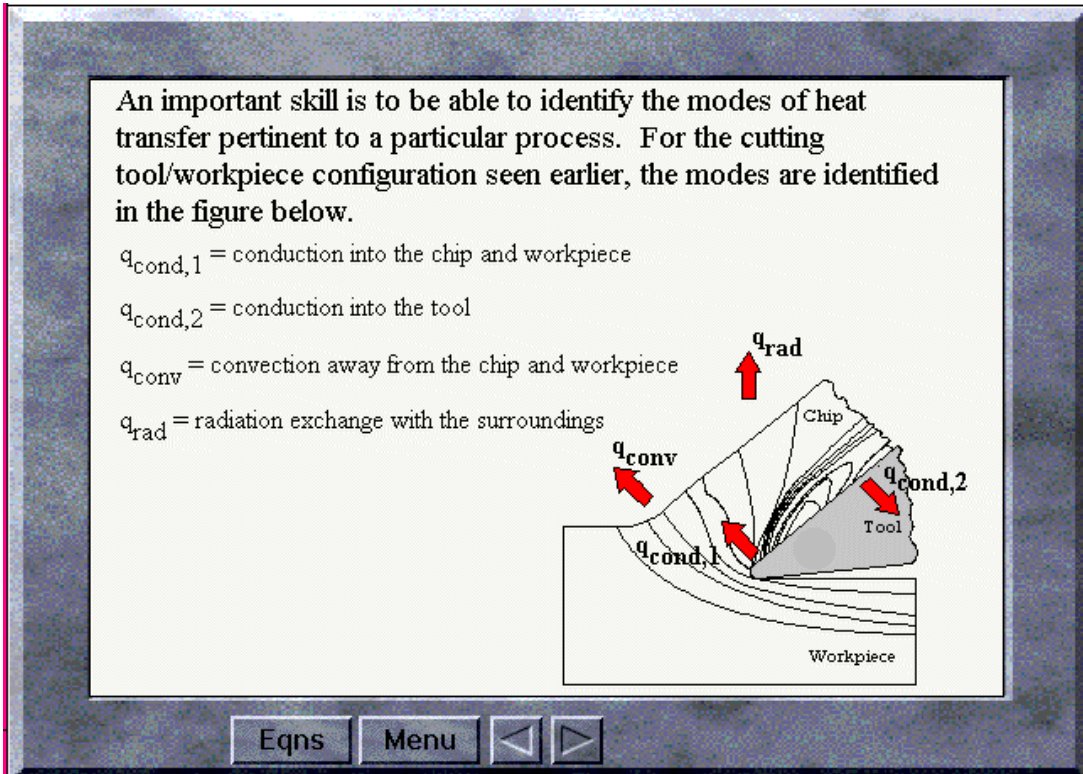 An important skill is to be able to identify the modes of heat
transfer pertinent to a particular process. For the cutting
tool/workpiece configuration seen earlier, the modes are identified
in the figure below.
qcond,1 = conduction into the chip and workpiece
qcond,2 = conduction into the tool
qconv = convection away from the chip and workpiece
qrad = radiation exchange with the surroundings
qrad
Chip
qconv
qcond,2
Tool
qcond,1
Workpiece
Eqns
Menu